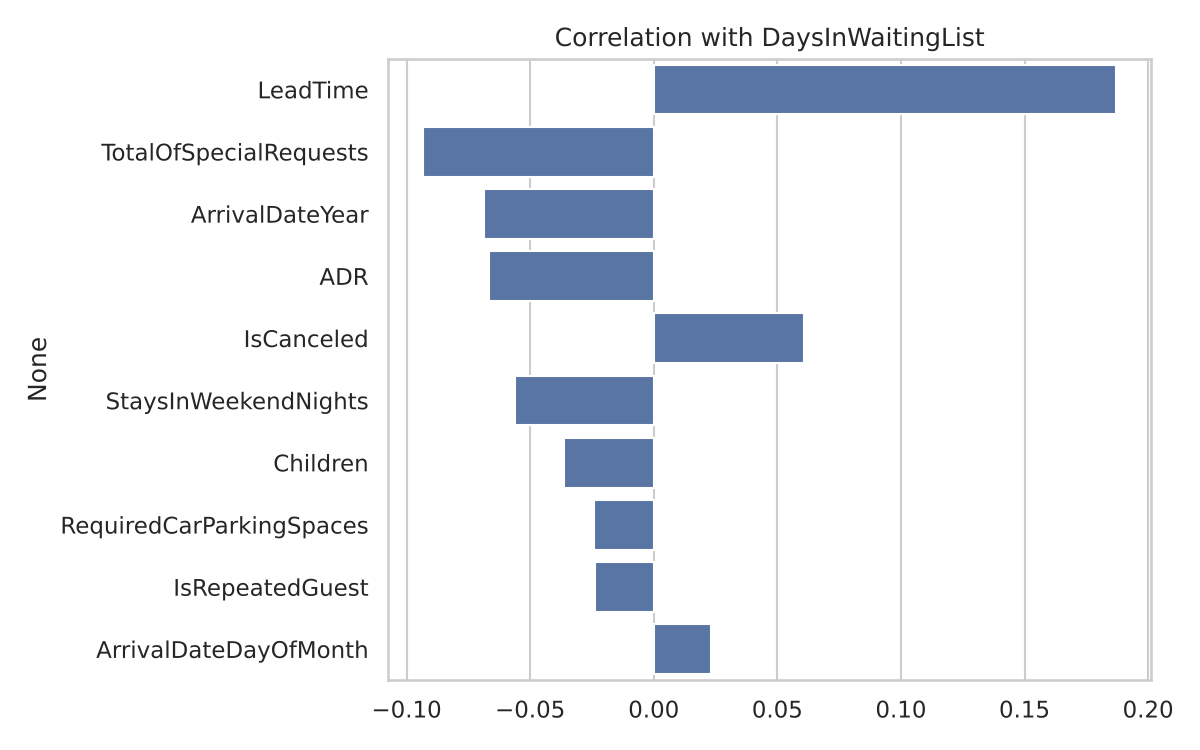 Correlation with DaysInWaitingList
LeadTime
TotalOfSpecialRequests
ArrivalDateYear
ADR
IsCanceled
StaysInWeekendNights
Children
RequiredCarParkingSpaces
IsRepeatedGuest
ArrivalDateDayOfMonth
None
−0.10 −0.05 0.00 0.05 0.10 0.15 0.20